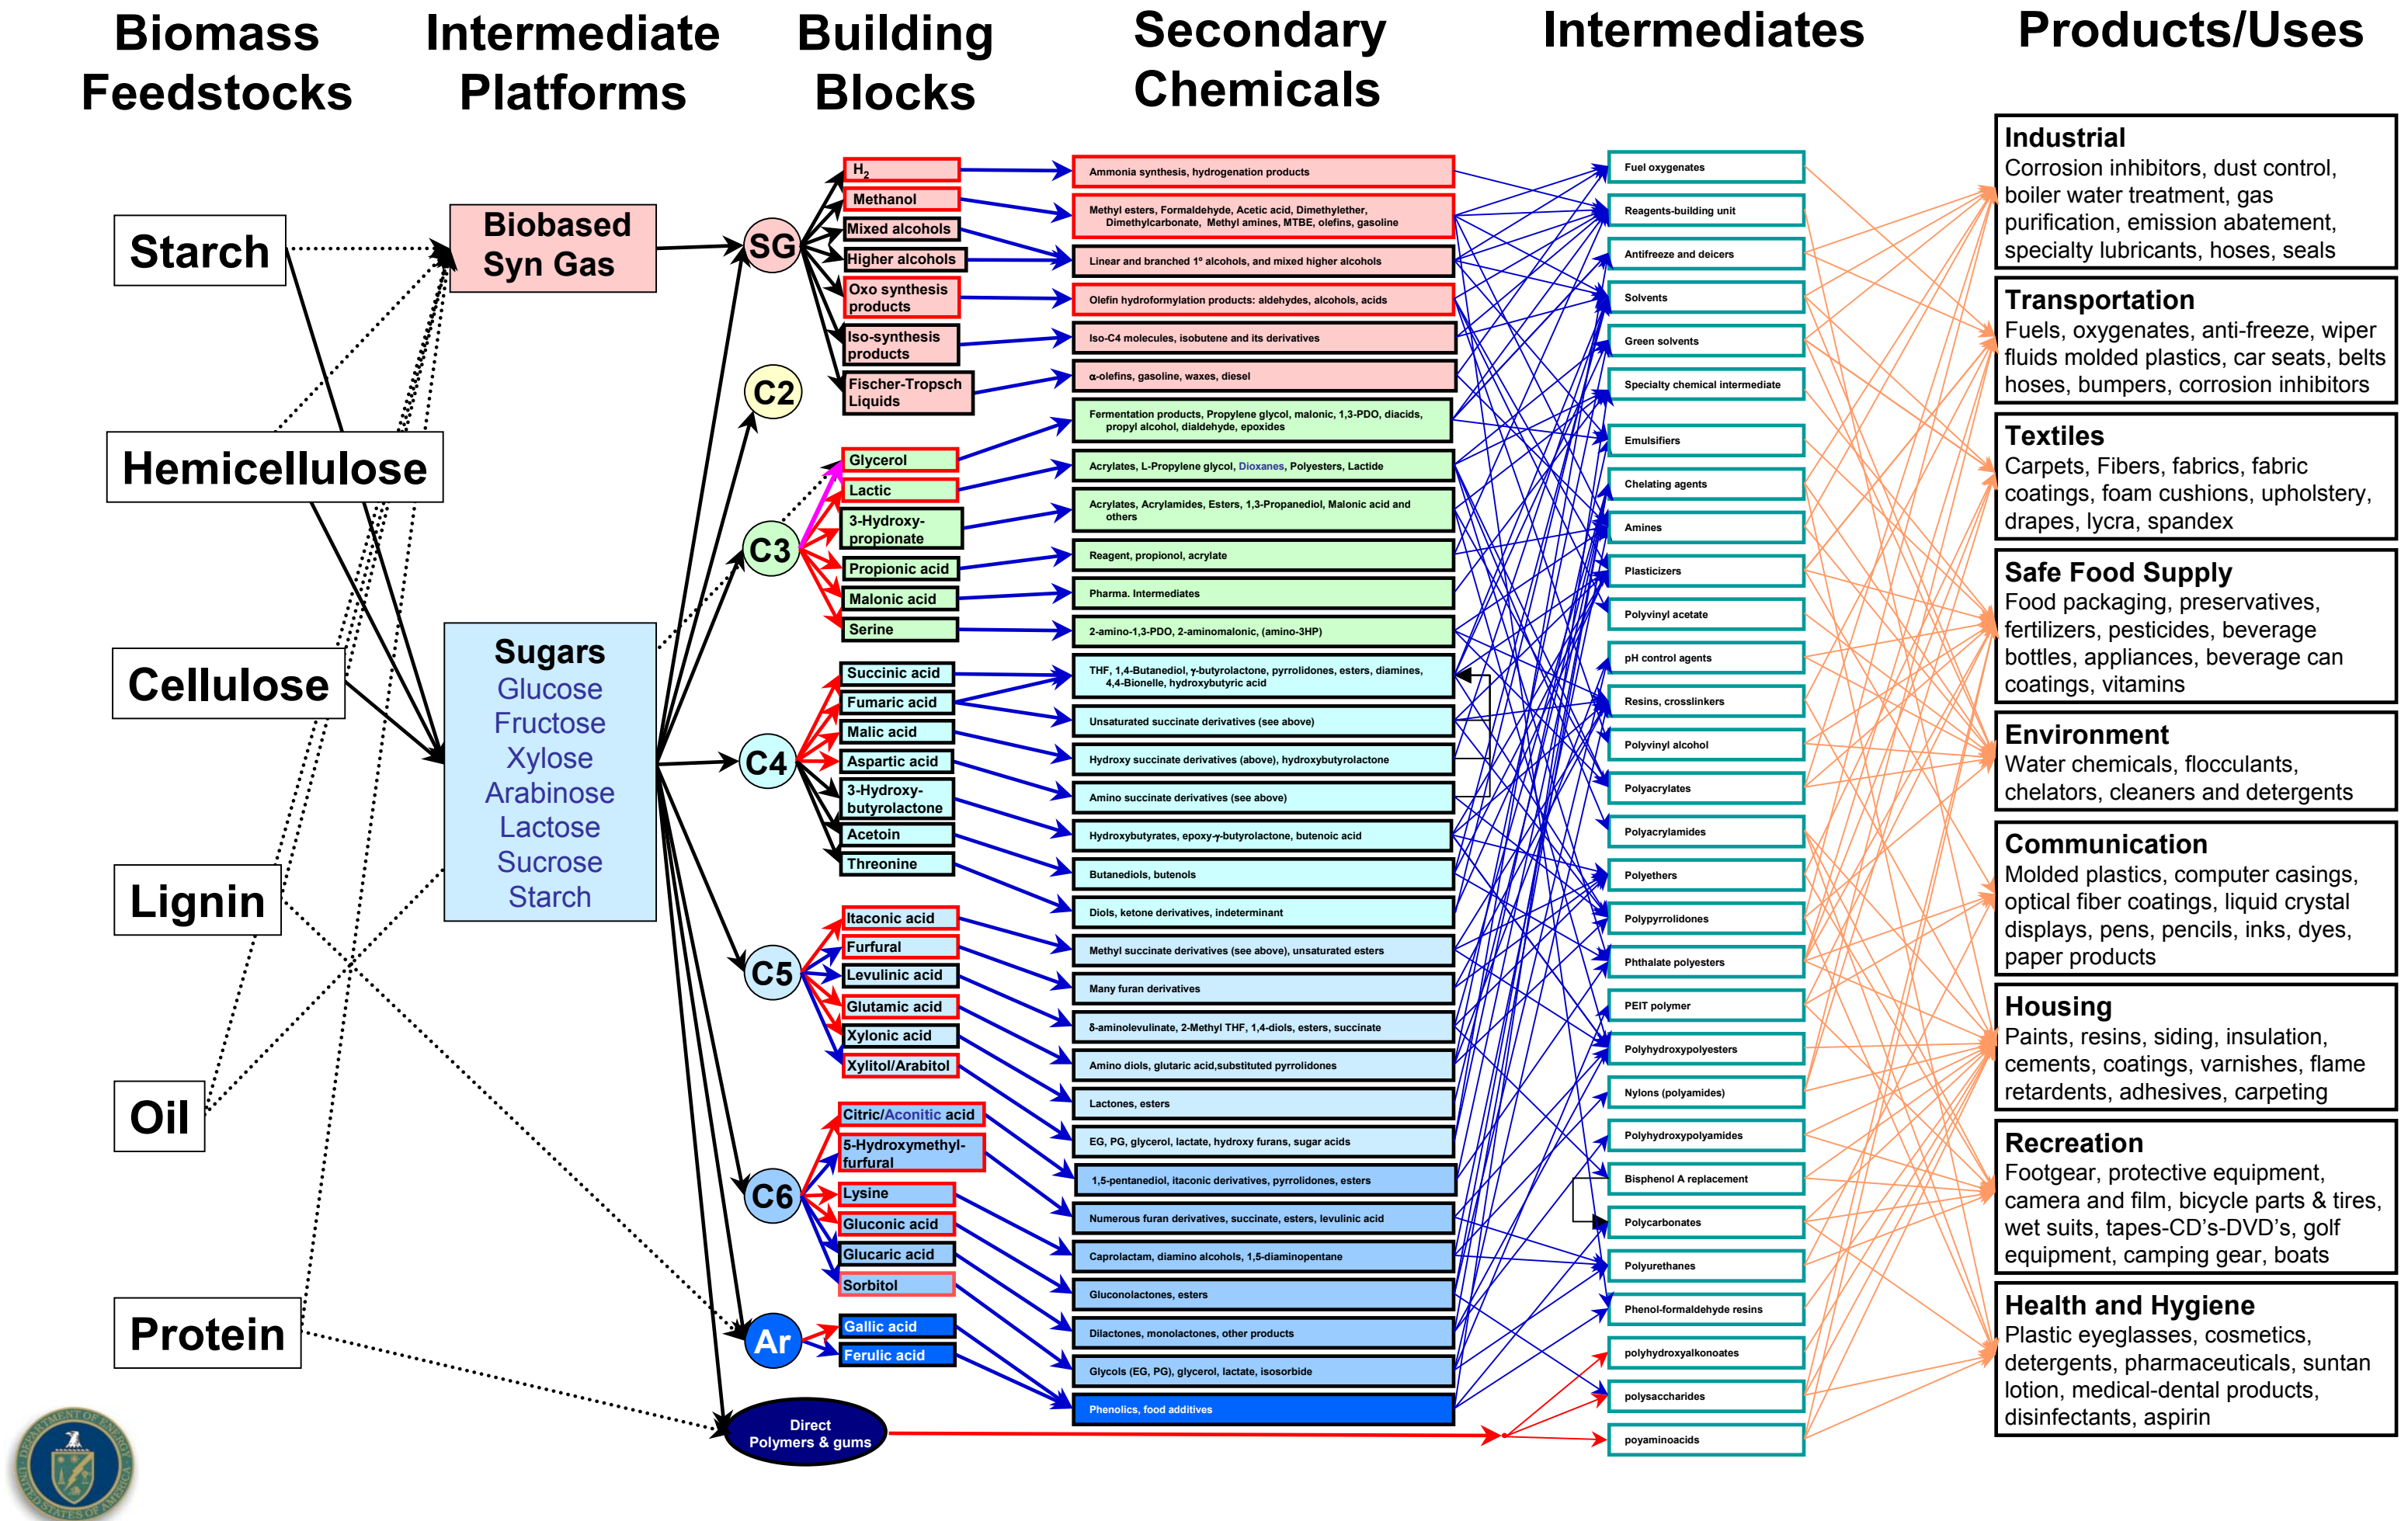 Biomass
Feedstocks
Intermediate
Platforms
Building
Blocks
Secondary
Chemicals
Intermediates
Products/Uses
Starch
Hemicellulose
Cellulose
Lignin
Oil
Protein
Biobased
Syn Gas
Sugars
Glucose
Fructose
Xylose
Arabinose
Lactose
Sucrose
Starch
SG
C2
C3
C4
C5
C6
Ar
Direct
Polymers & gums
H2
Methanol
Mixed alcohols
Higher alcohols
Oxo synthesis
products
Iso-synthesis
products
Fischer-Tropsch
Liquids
Glycerol
Lactic
3-Hydroxy-
propionate
Propionic acid
Malonic acid
Serine
Succinic acid
Fumaric acid
Malic acid
Aspartic acid
3-Hydroxy-
butyrolactone
Acetoin
Threonine
Itaconic acid
Furfural
Levulinic acid
Glutamic acid
Xylonic acid
Xylitol/Arabitol
Citric/Aconitic acid
5-Hydroxymethyl-
furfural
Lysine
Gluconic acid
Glucaric acid
Sorbitol
Gallic acid
Ferulic acid
Ammonia synthesis, hydrogenation products
Methyl esters, Formaldehyde, Acetic acid, Dimethylether,
Dimethylcarbonate, Methyl amines, MTBE, olefins, gasoline
Linear and branched 1º alcohols, and mixed higher alcohols
Olefin hydroformylation products: aldehydes, alcohols, acids
Iso-C4 molecules, isobutene and its derivatives
α-olefins, gasoline, waxes, diesel
Fermentation products, Propylene glycol, malonic, 1,3-PDO, diacids,
propyl alcohol, dialdehyde, epoxides
Acrylates, L-Propylene glycol, Dioxanes, Polyesters, Lactide
Acrylates, Acrylamides, Esters, 1,3-Propanediol, Malonic acid and
others
Reagent, propionol, acrylate
Pharma. Intermediates
2-amino-1,3-PDO, 2-aminomalonic, (amino-3HP)
THF, 1,4-Butanediol, γ-butyrolactone, pyrrolidones, esters, diamines,
4,4-Bionelle, hydroxybutyric acid
Unsaturated succinate derivatives (see above)
Hydroxy succinate derivatives (above), hydroxybutyrolactone
Amino succinate derivatives (see above)
Hydroxybutyrates, epoxy-γ-butyrolactone, butenoic acid
Butanediols, butenols
Diols, ketone derivatives, indeterminant
Methyl succinate derivatives (see above), unsaturated esters
Many furan derivatives
δ-aminolevulinate, 2-Methyl THF, 1,4-diols, esters, succinate
Amino diols, glutaric acid,substituted pyrrolidones
Lactones, esters
EG, PG, glycerol, lactate, hydroxy furans, sugar acids
1,5-pentanediol, itaconic derivatives, pyrrolidones, esters
Numerous furan derivatives, succinate, esters, levulinic acid
Caprolactam, diamino alcohols, 1,5-diaminopentane
Gluconolactones, esters
Dilactones, monolactones, other products
Glycols (EG, PG), glycerol, lactate, isosorbide
Phenolics, food additives
Fuel oxygenates
Reagents-building unit
Antifreeze and deicers
Solvents
Green solvents
Specialty chemical intermediate
Emulsifiers
Chelating agents
Amines
Plasticizers
Polyvinyl acetate
pH control agents
Resins, crosslinkers
Polyvinyl alcohol
Polyacrylates
Polyacrylamides
Polyethers
Polypyrrolidones
Phthalate polyesters
PEIT polymer
Polyhydroxypolyesters
Nylons (polyamides)
Polyhydroxypolyamides
Bisphenol A replacement
Polycarbonates
Polyurethanes
Phenol-formaldehyde resins
polyhydroxyalkonoates
polysaccharides
poyaminoacids
Industrial
Corrosion inhibitors, dust control,
boiler water treatment, gas
purification, emission abatement,
specialty lubricants, hoses, seals
Transportation
Fuels, oxygenates, anti-freeze, wiper
fluids molded plastics, car seats, belts
hoses, bumpers, corrosion inhibitors
Textiles
Carpets, Fibers, fabrics, fabric
coatings, foam cushions, upholstery,
drapes, lycra, spandex
Safe Food Supply
Food packaging, preservatives,
fertilizers, pesticides, beverage
bottles, appliances, beverage can
coatings, vitamins
Environment
Water chemicals, flocculants,
chelators, cleaners and detergents
Communication
Molded plastics, computer casings,
optical fiber coatings, liquid crystal
displays, pens, pencils, inks, dyes,
paper products
Housing
Paints, resins, siding, insulation,
cements, coatings, varnishes, flame
retardents, adhesives, carpeting
Recreation
Footgear, protective equipment,
camera and film, bicycle parts & tires,
wet suits, tapes-CD's-DVD's, golf
equipment, camping gear, boats
Health and Hygiene
Plastic eyeglasses, cosmetics,
detergents, pharmaceuticals, suntan
lotion, medical-dental products,
disinfectants, aspirin
DEPARTMENT OF ENERGY
UNITED STATES OF AMERICA